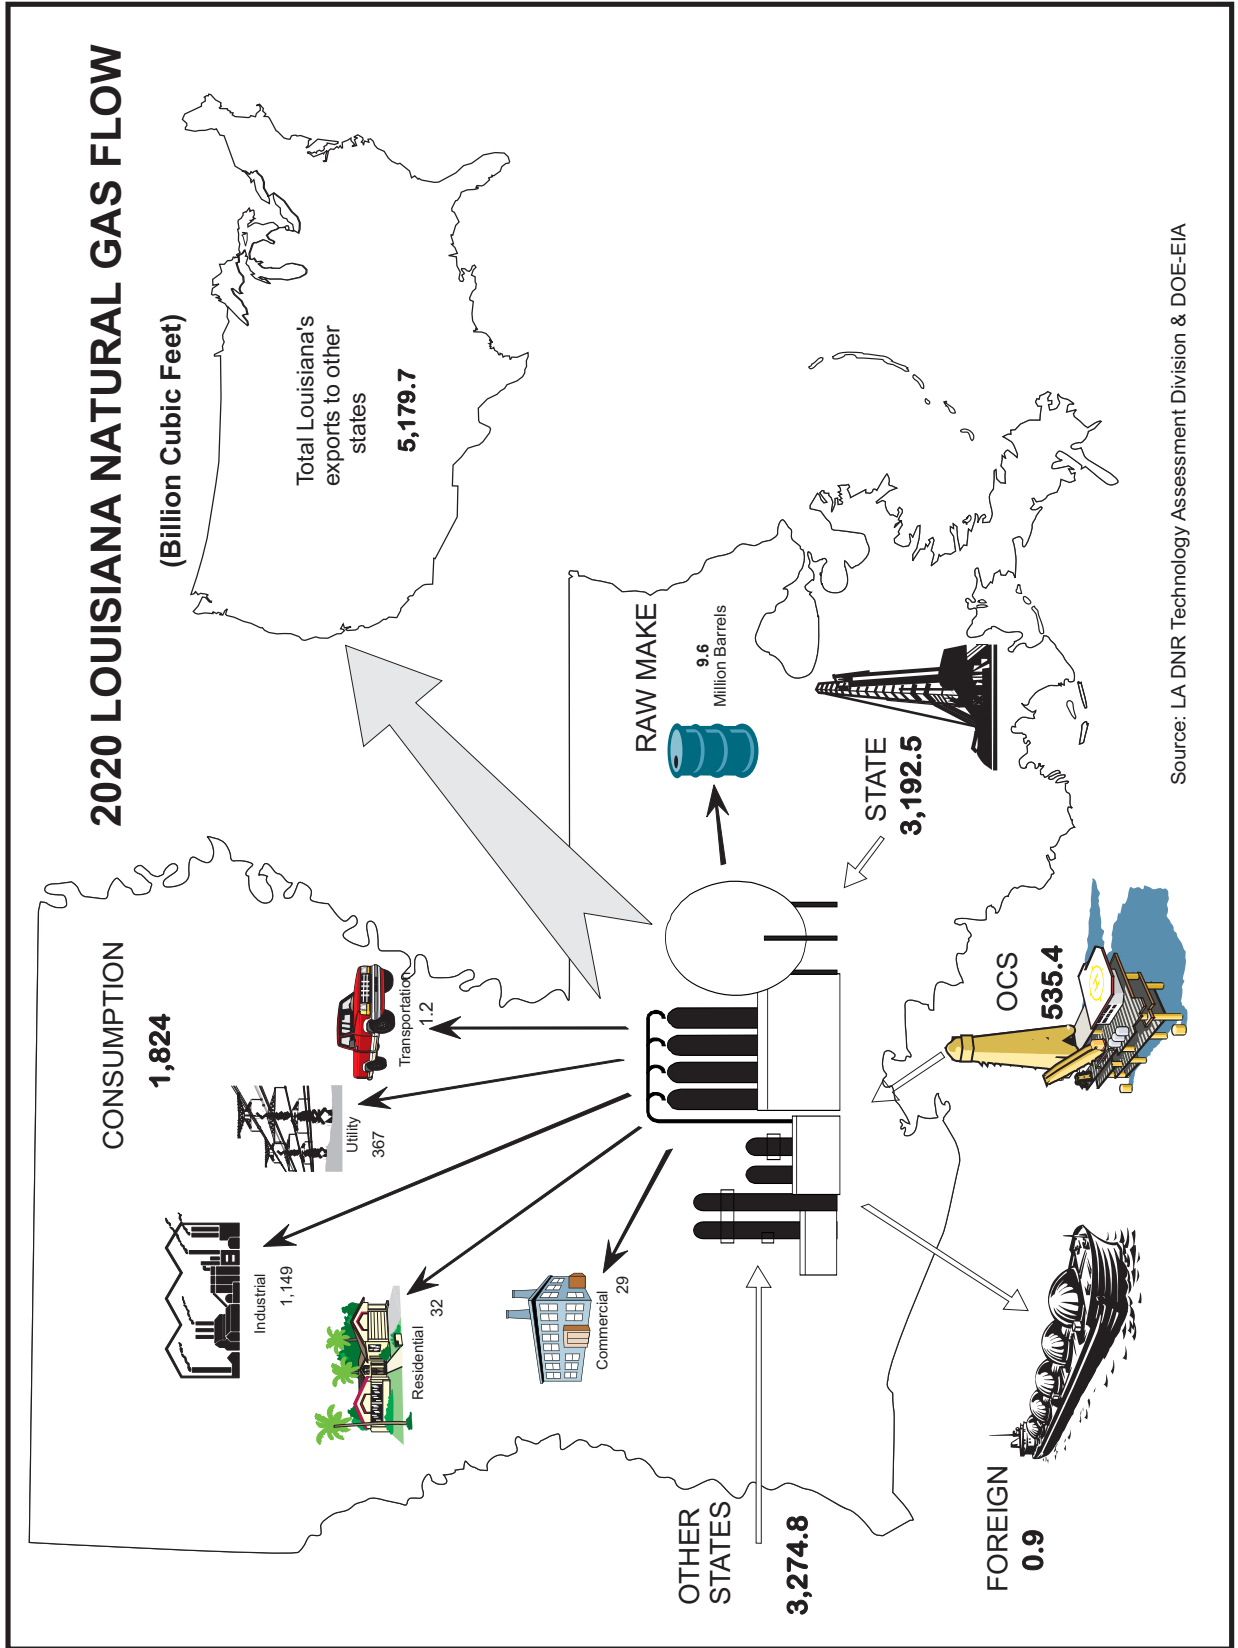 2020 LOUISIANA NATURAL GAS FLOW
(Billion Cubic Feet)
Total Louisiana's
exports to other
states
5,179.7
CONSUMPTION
1,824
Industrial
1,149
Utility
367
Transportation
1.2
Residential
32
Commercial
29
RAW MAKE
9.6
Million Barrels
OTHER
STATES
3,274.8
STATE
3,192.5
OCS
535.4
FOREIGN
0.9
Source: LA DNR Technology Assessment Division & DOE-EIA